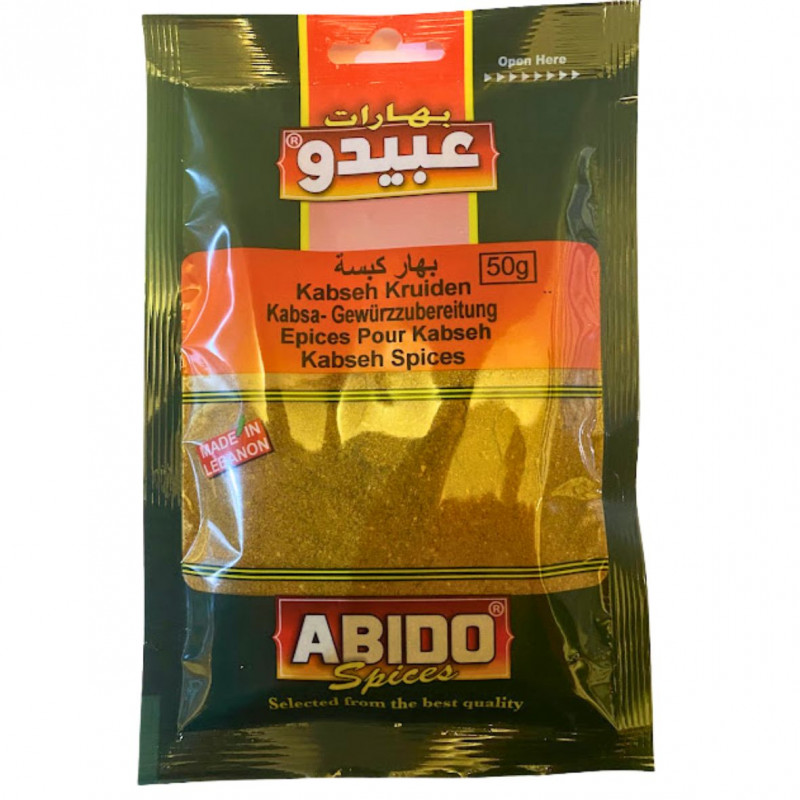 Open Here
بهارات
عبيدو®
بهار كبسة
50g
Kabseh Kruiden
Kabsa- Gewürzzubereitung
Epices Pour Kabseh
Kabseh Spices
MADE IN
LEBANON
ABIDO®
Spices
Selected from the best quality